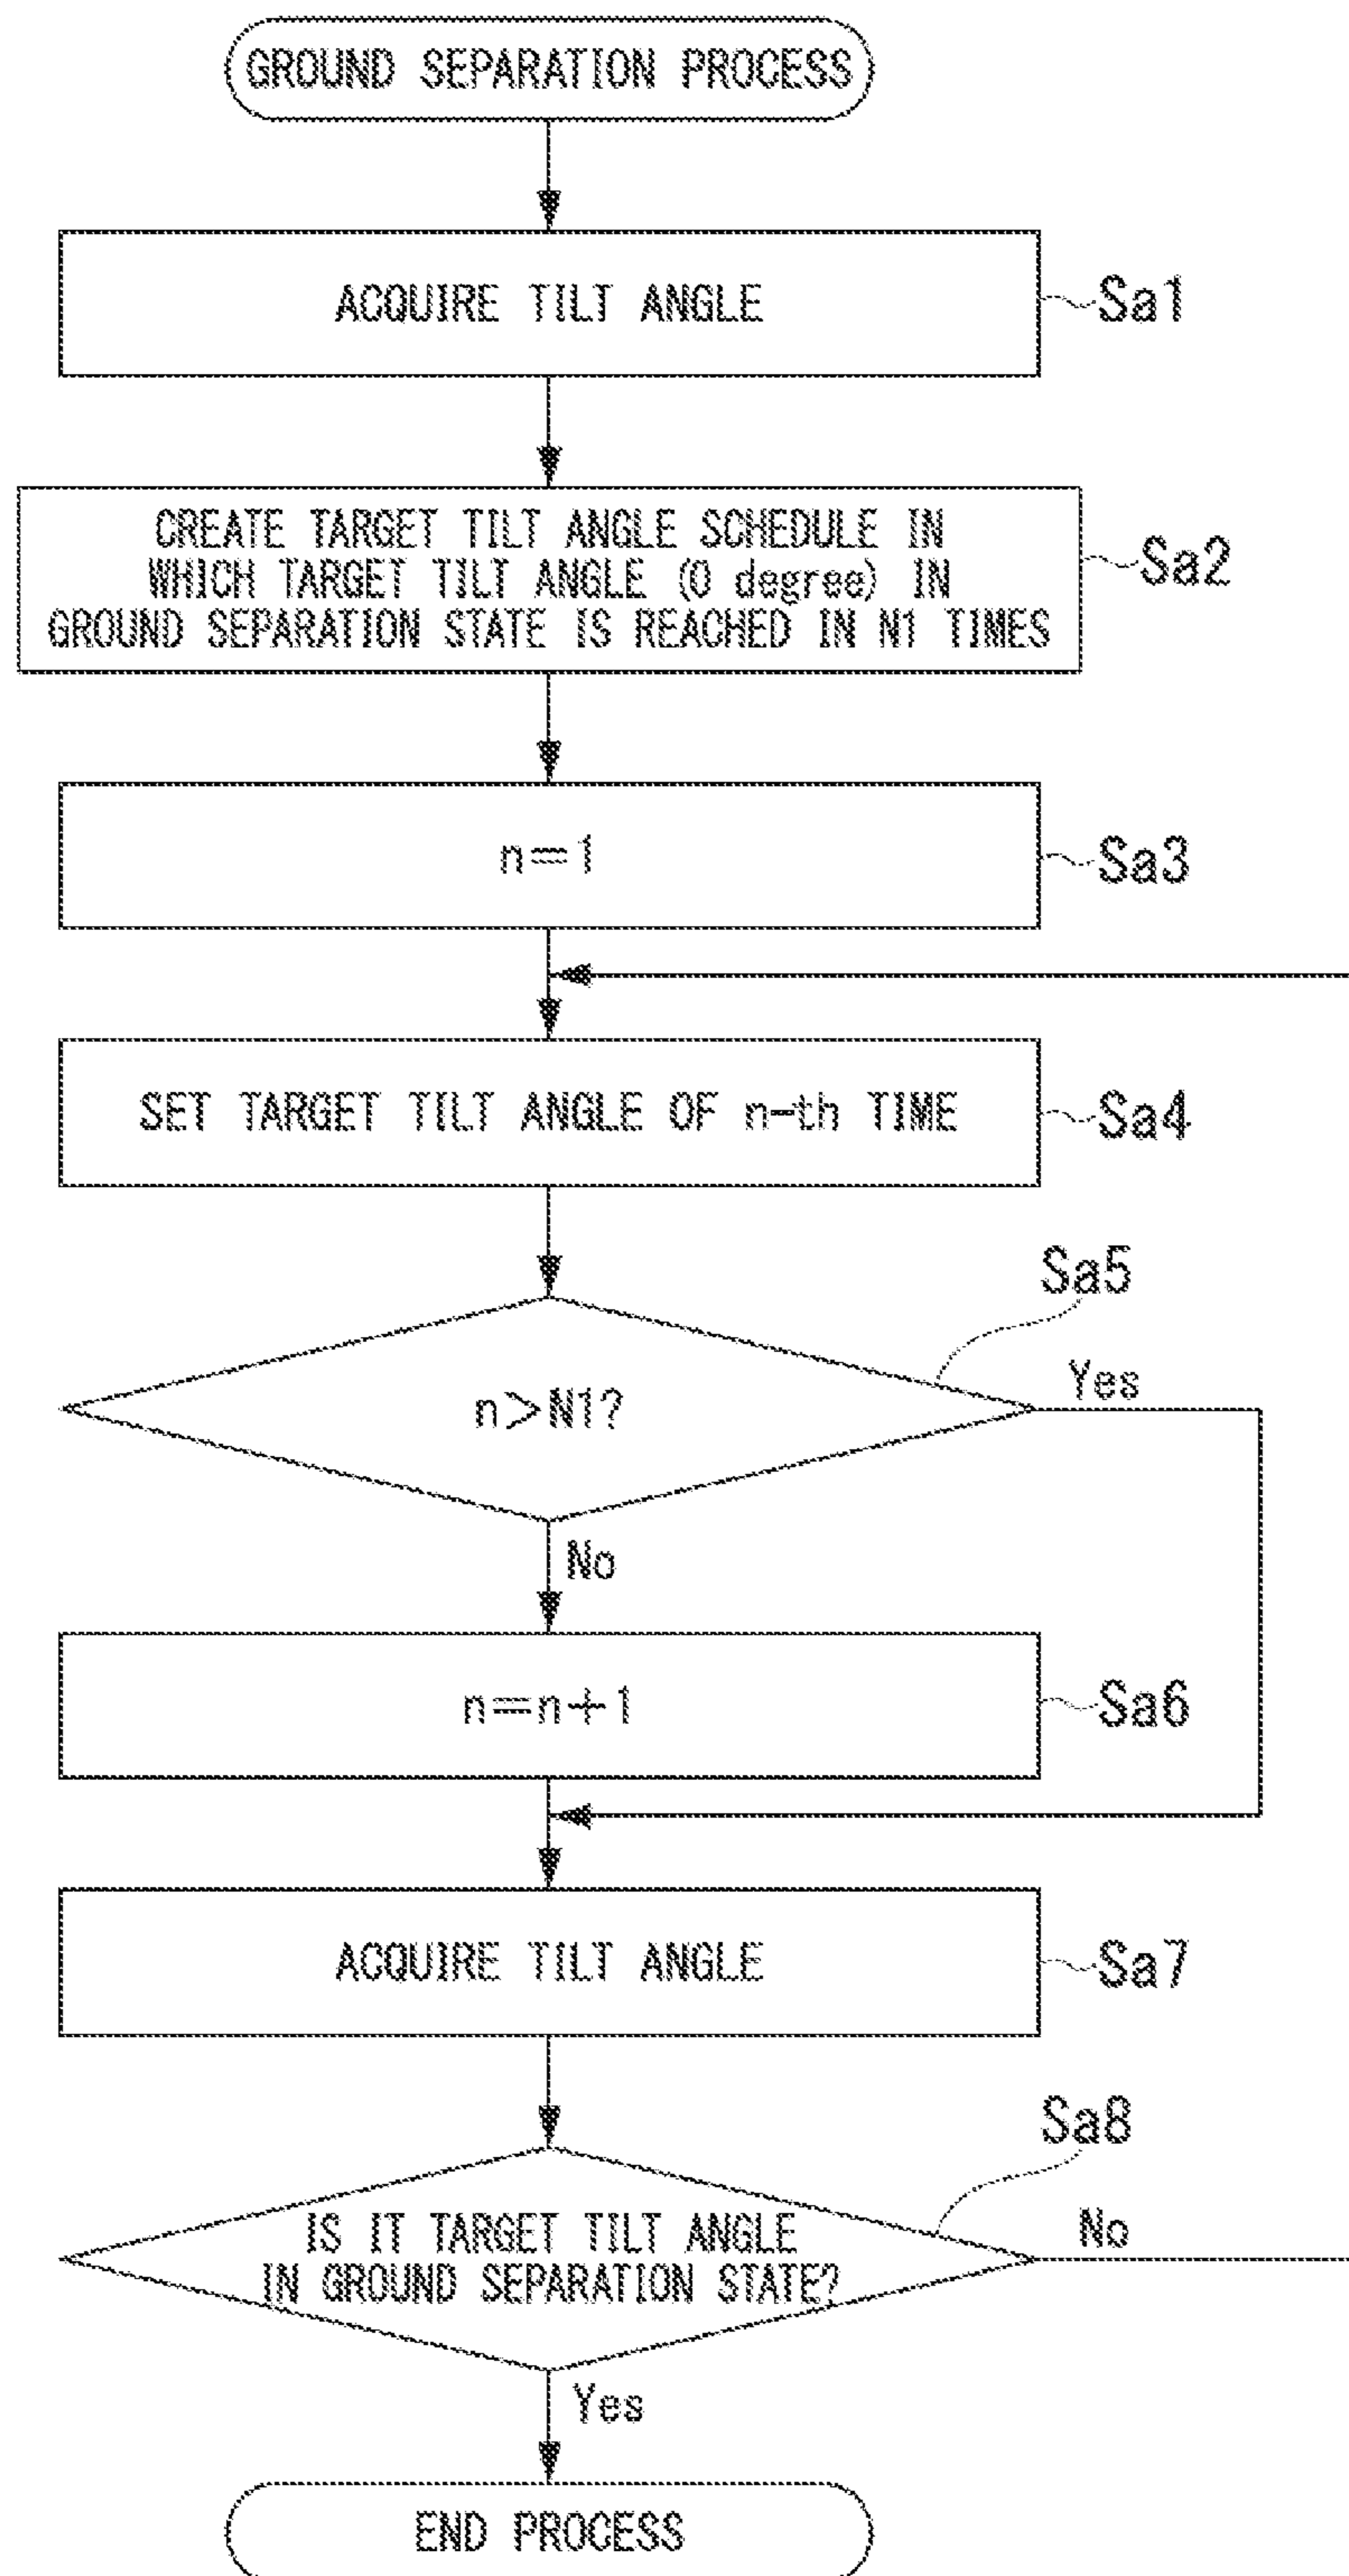 GROUND SEPARATION PROCESS
ACQUIRE TILT ANGLE
Sa1
CREATE TARGET TILT ANGLE SCHEDULE IN
WHICH TARGET TILT ANGLE (0 degree) IN
GROUND SEPARATION STATE IS REACHED IN N1 TIMES
Sa2
n=1
Sa3
SET TARGET TILT ANGLE OF n-th TIME
Sa4
Sa5
n>N1?
Yes
No
n=n+1
Sa6
ACQUIRE TILT ANGLE
Sa7
Sa8
IS IT TARGET TILT ANGLE
IN GROUND SEPARATION STATE?
No
Yes
END PROCESS